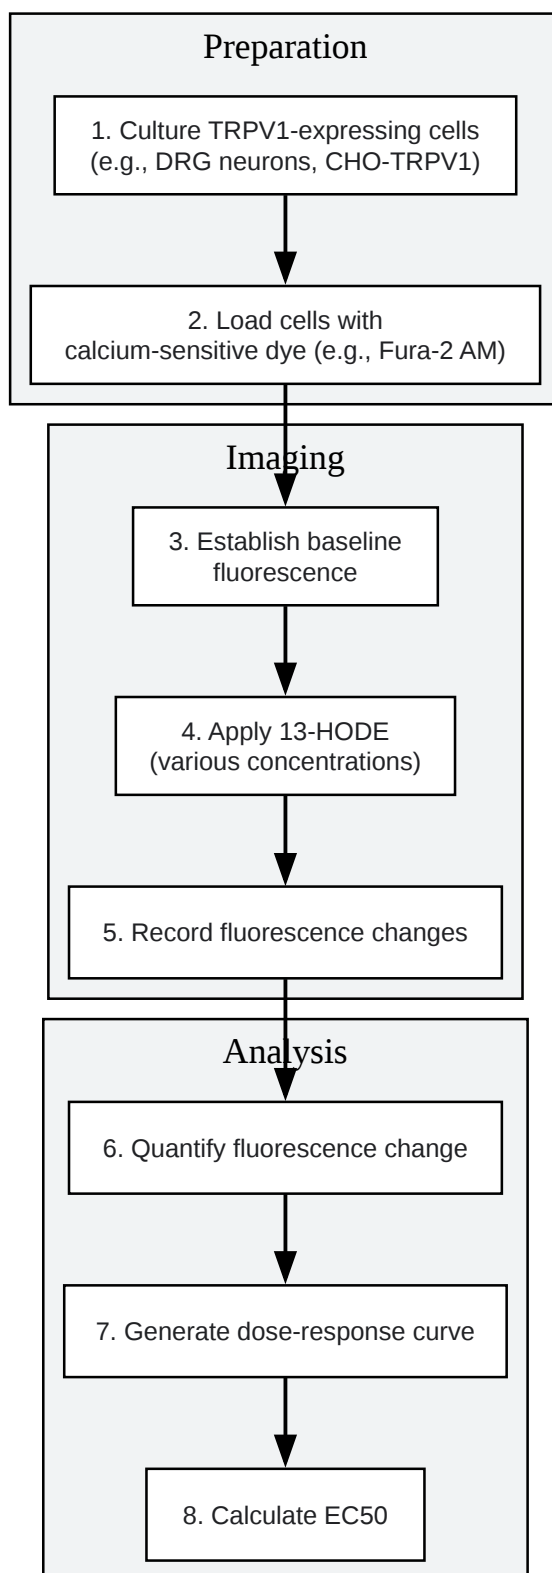 Preparation
1. Culture TRPV1-expressing cells
(e.g., DRG neurons, CHO-TRPV1)
2. Load cells with
calcium-sensitive dye (e.g., Fura-2 AM)
Imaging
3. Establish baseline
fluorescence
4. Apply 13-HODE
(various concentrations)
5. Record fluorescence changes
Analysis
6. Quantify fluorescence change
7. Generate dose-response curve
8. Calculate EC50